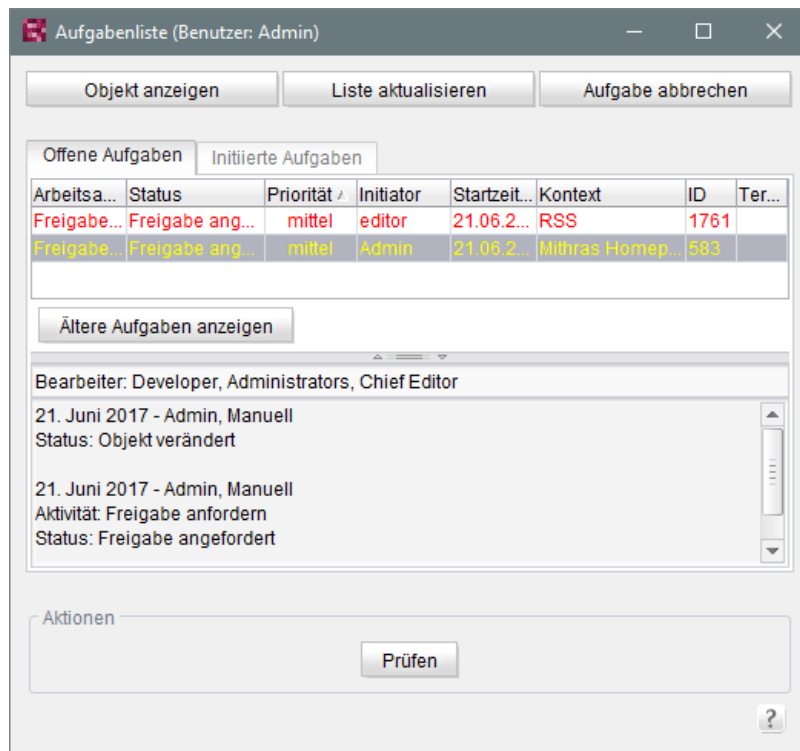 Aufgabenliste (Benutzer: Admin)
Objekt anzeigen Liste aktualisieren Aufgabe abbrechen
Offene Aufgaben Initiierte Aufgaben
Arbeitsa... Status Priorität Initiator Startzeit... Kontext ID Ter...
Freigabe... Freigabe ang... mittel editor 21.06.2... RSS 1761
Freigabe... Freigabe ang... mittel Admin 21.06.2... Mithras Homep... 583
Ältere Aufgaben anzeigen
Bearbeiter: Developer, Administrators, Chief Editor
21. Juni 2017 - Admin, Manuell
Status: Objekt verändert
21. Juni 2017 - Admin, Manuell
Aktivität: Freigabe anfordern
Status: Freigabe angefordert
Aktionen
Prüfen
?